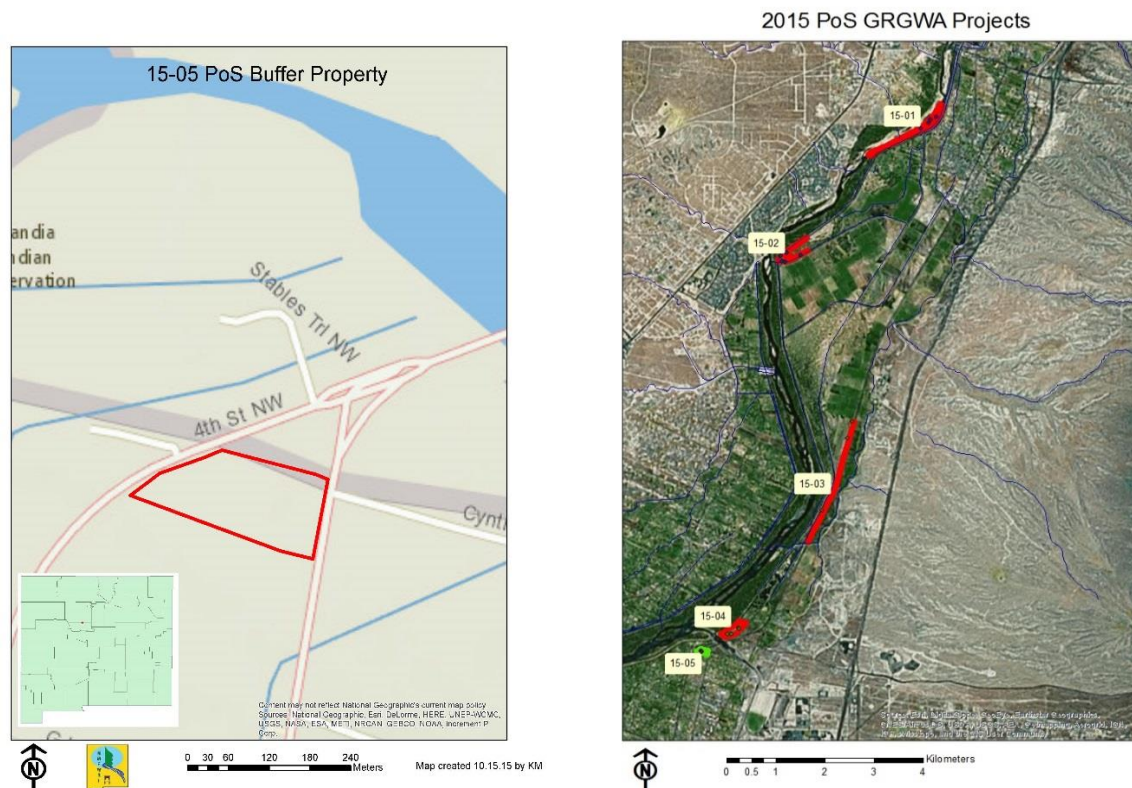 15-05 PoS Buffer Property
andia
ndian
ervation
Stables Trl NW
4th St NW
Cynt
Content may not reflect National Geographic's current map policy
Sources: National Geographic, Esri, DeLorme, HERE, UNEP-WCMC,
USGS, NASA, ESA, METI, NRCAN, GEBCO, NOAA, increment P
Corp.
N
0 30 60 120 180 240
Meters
Map created 10.15.15 by KM
2015 PoS GRGWA Projects
15-01
15-02
15-03
15-04
15-05
N
0 0.5 1 2 3 4
Kilometers